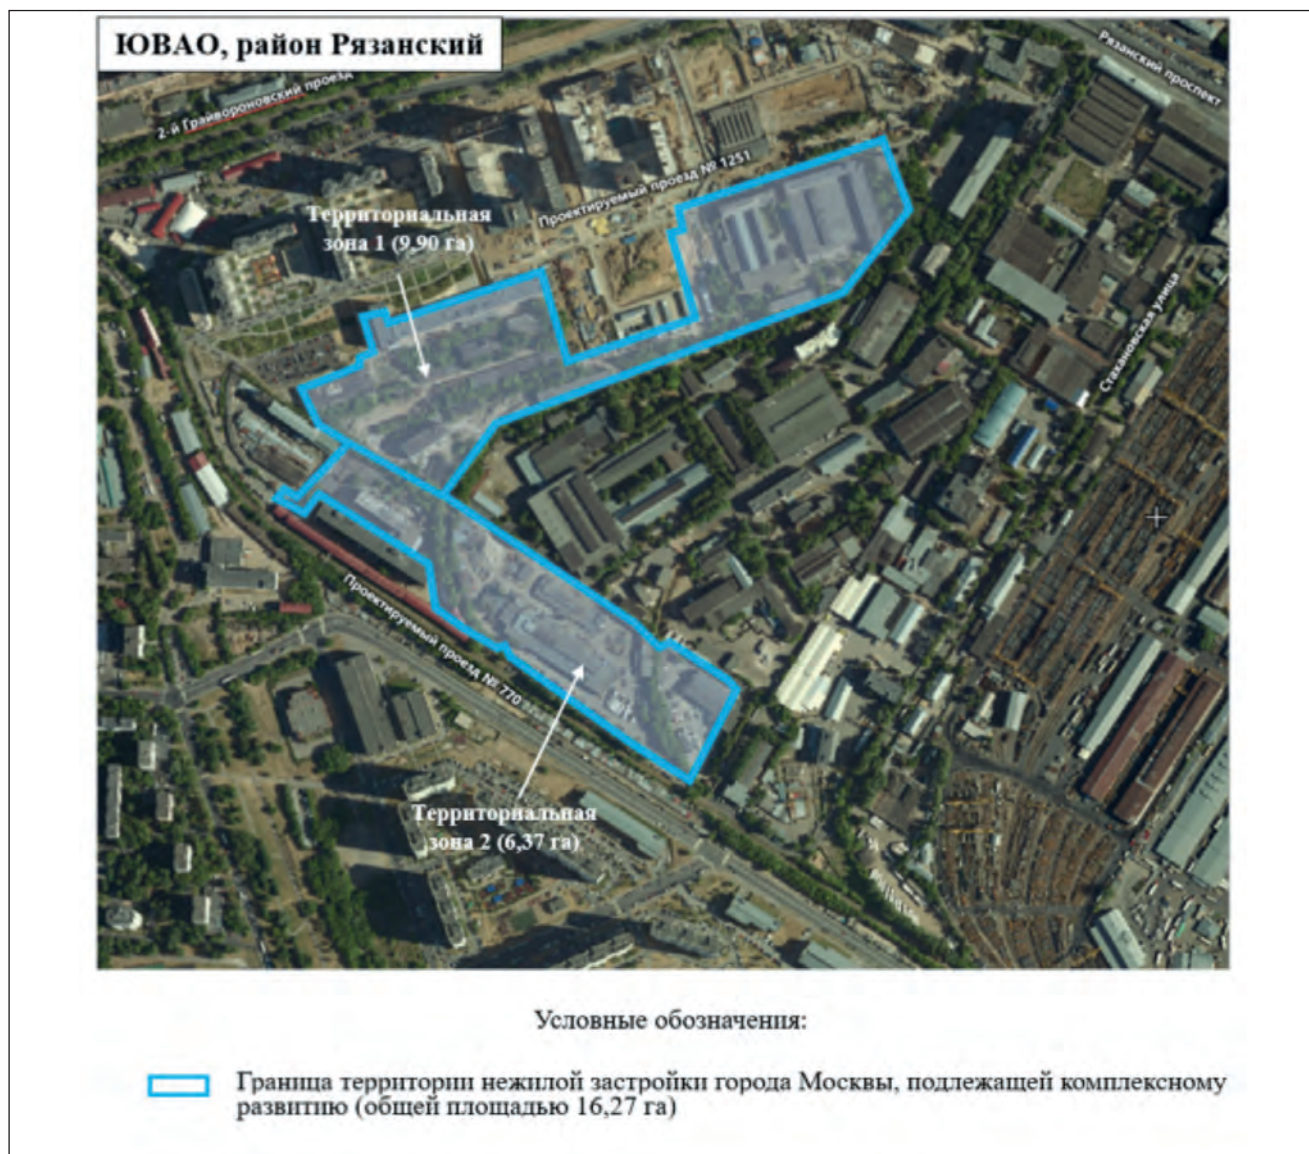 ЮВАО, район Рязанский
Рязанский проспект
2-й Грайвороновский проезд
Проектируемый проезд № 1251
Территориальная
зона 1 (9,90 га)
Стахановская улица
Проектируемый проезд № 770
Территориальная
зона 2 (6,37 га)
Условные обозначения:
Граница территории нежилой застройки города Москвы, подлежащей комплексному
развитию (общей площадью 16,27 га)